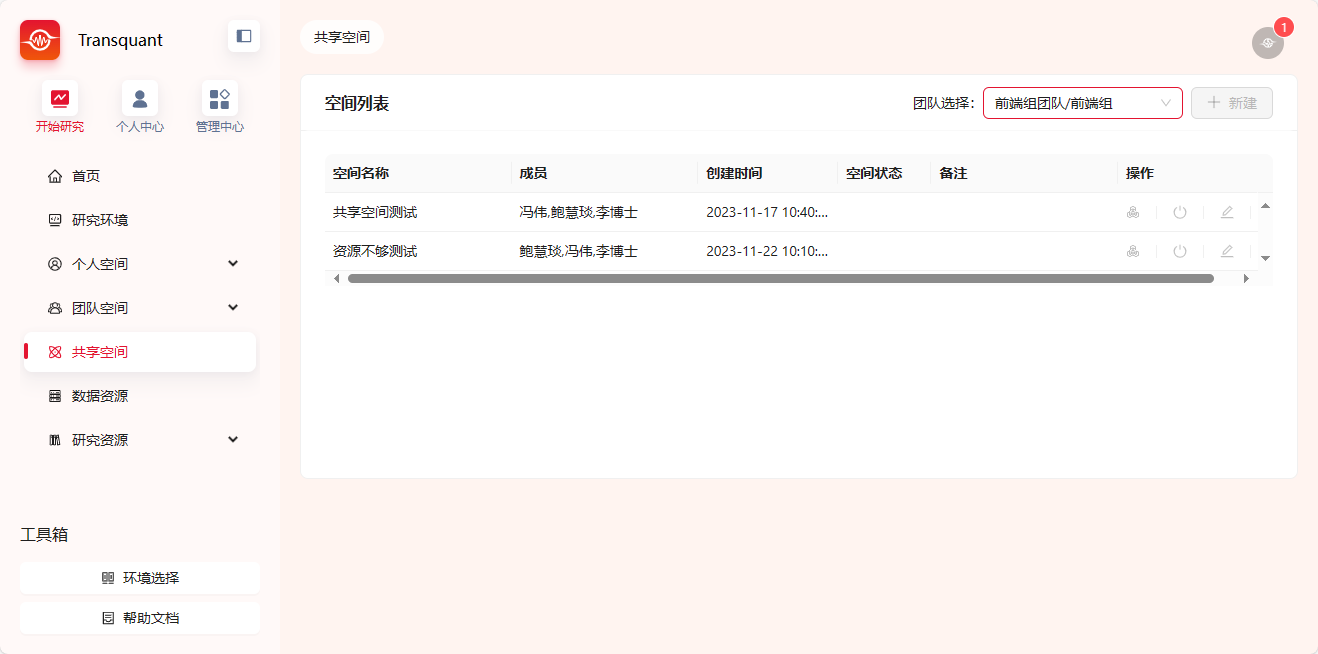 Transquant
开始研究
个人中心
管理中心
首页
研究环境
个人空间
团队空间
共享空间
数据资源
研究资源
工具箱
环境选择
帮助文档
共享空间
1
空间列表
团队选择: 前端组团队/前端组 新建
空间名称 成员 创建时间 空间状态 备注 操作
共享空间测试 冯伟,鲍慧琰,李博士 2023-11-17 10:40:...
资源不够测试 鲍慧琰,冯伟,李博士 2023-11-22 10:10:...